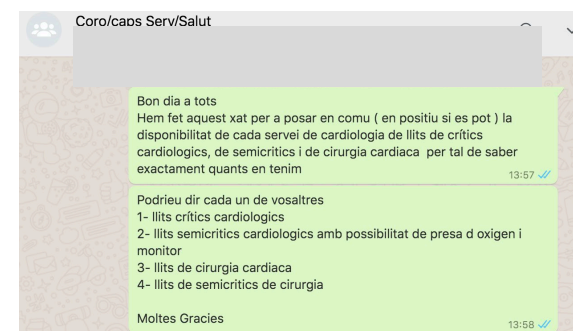 Coro/caps Serv/Salut
Bon dia a tots
Hem fet aquest xat per a posar en comu ( en positiu si es pot ) la
disponibilitat de cada servei de cardiologia de llits de crítics
cardiologics, de semicritics i de cirurgia cardiaca per tal de saber
exactament quants en tenim
13:57
Podrieu dir cada un de vosaltres
1- llits crítics cardiologics
2- llits semicritics cardiologics amb possibilitat de presa d oxigen i
monitor
3- llits de cirurgia cardiaca
4- llits de semicritics de cirurgia
Moltes Gracies
13:58